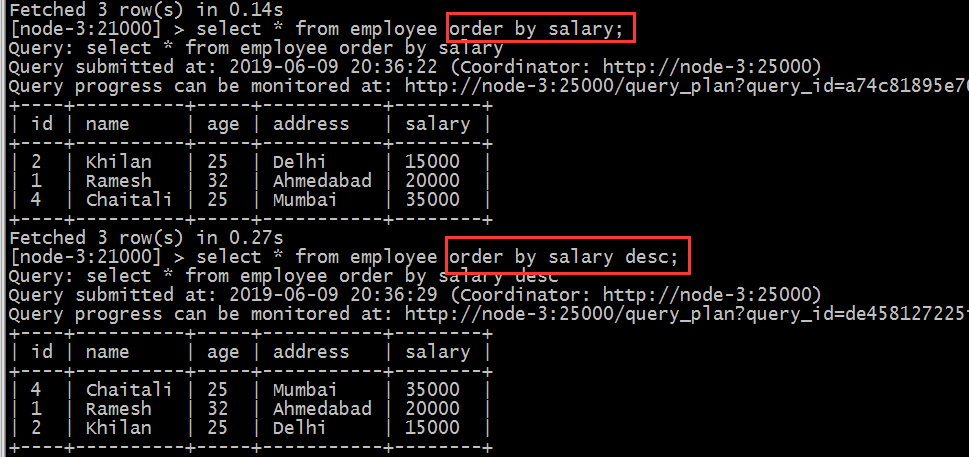 Fetched 3 row(s) in 0.14s
[node-3:21000] > select * from employee order by salary;
Query: select * from employee order by salary
Query submitted at: 2019-06-09 20:36:22 (Coordinator: http://node-3:25000)
Query progress can be monitored at: http://node-3:25000/query_plan?query_id=a74c81895e7
+----+----------+-----+-----------+--------+
| id | name     | age | address   | salary |
+----+----------+-----+-----------+--------+
| 2  | Khilan   | 25  | Delhi     | 15000  |
| 1  | Ramesh   | 32  | Ahmedabad | 20000  |
| 4  | Chaitali | 25  | Mumbai    | 35000  |
+----+----------+-----+-----------+--------+
Fetched 3 row(s) in 0.27s
[node-3:21000] > select * from employee order by salary desc;
Query: select * from employee order by salary desc
Query submitted at: 2019-06-09 20:36:29 (Coordinator: http://node-3:25000)
Query progress can be monitored at: http://node-3:25000/query_plan?query_id=de458127225
+----+----------+-----+-----------+--------+
| id | name     | age | address   | salary |
+----+----------+-----+-----------+--------+
| 4  | Chaitali | 25  | Mumbai    | 35000  |
| 1  | Ramesh   | 32  | Ahmedabad | 20000  |
| 2  | Khilan   | 25  | Delhi     | 15000  |
+----+----------+-----+-----------+--------+